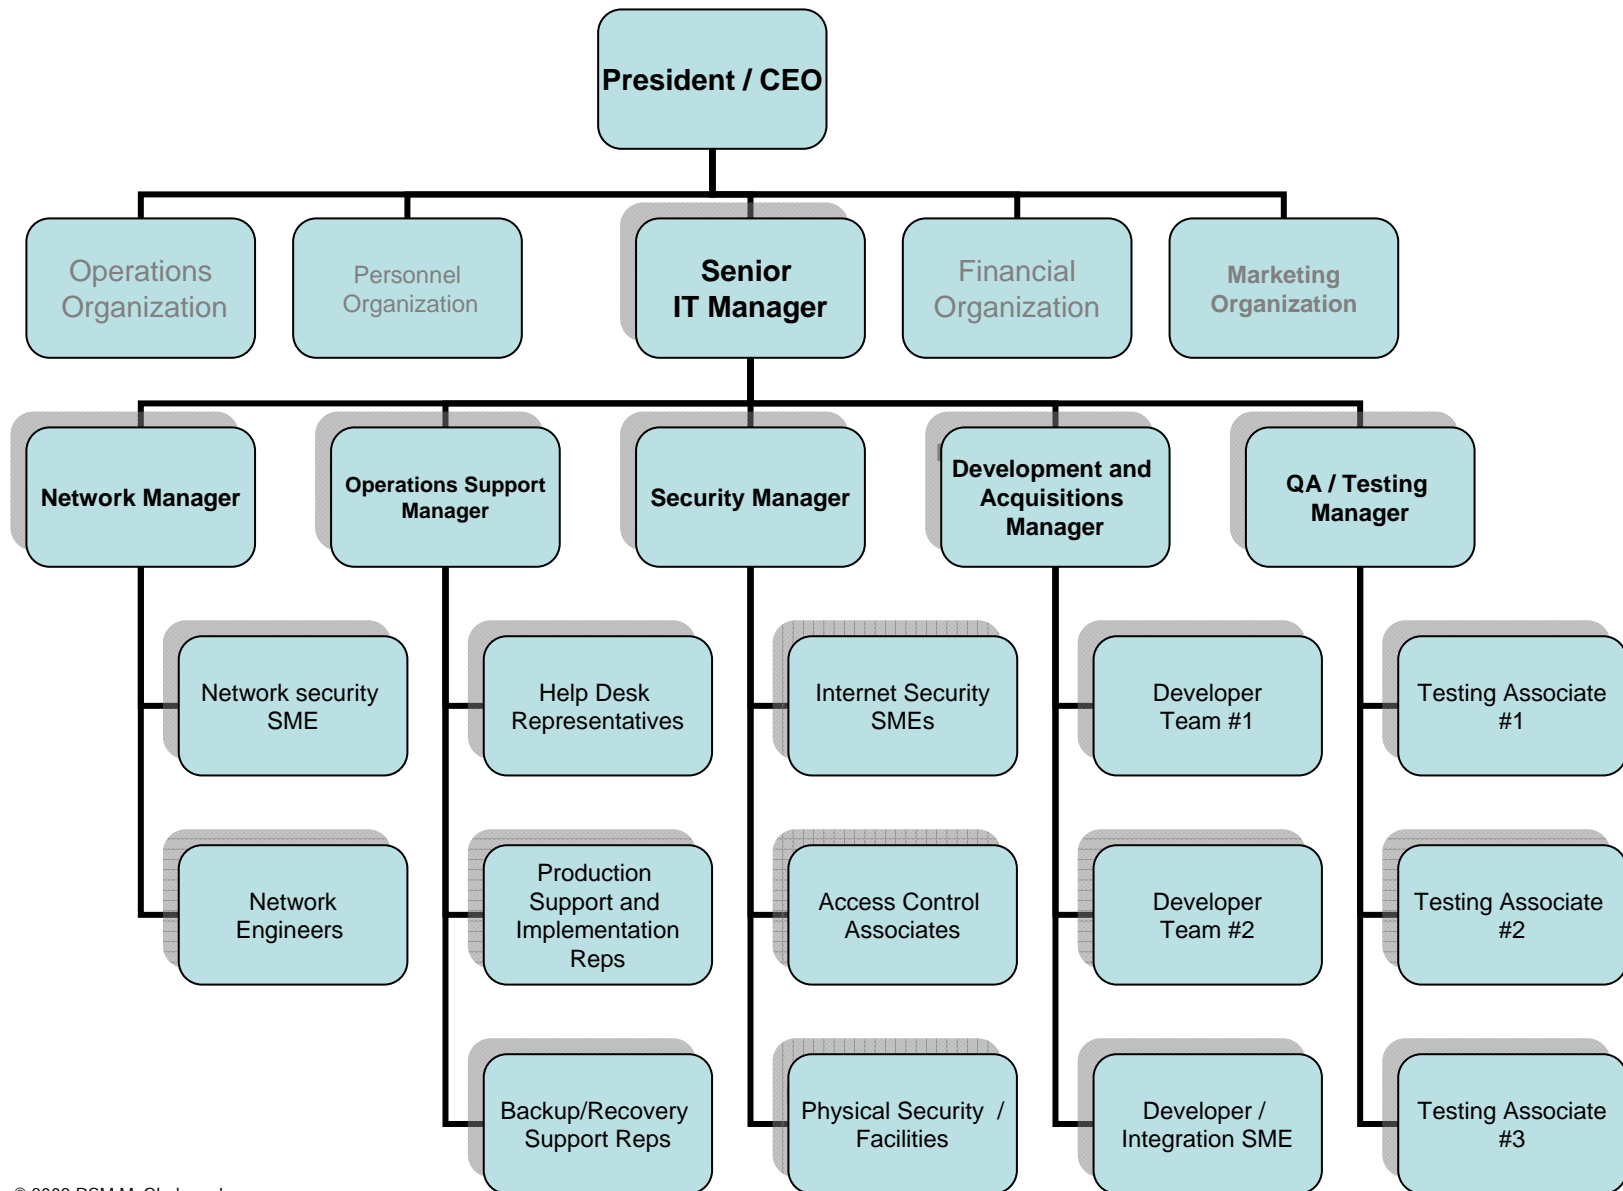 President / CEO
Operations
Organization
Personnel
Organization
Senior
IT Manager
Financial
Organization
Marketing
Organization
Network Manager
Operations Support
Manager
Security Manager
Development and
Acquisitions
Manager
QA / Testing
Manager
Network security
SME
Help Desk
Representatives
Internet Security
SMEs
Developer
Team #1
Testing Associate
#1
Network
Engineers
Production
Support and
Implementation
Reps
Access Control
Associates
Developer
Team #2
Testing Associate
#2
Backup/Recovery
Support Reps
Physical Security /
Facilities
Developer /
Integration SME
Testing Associate
#3